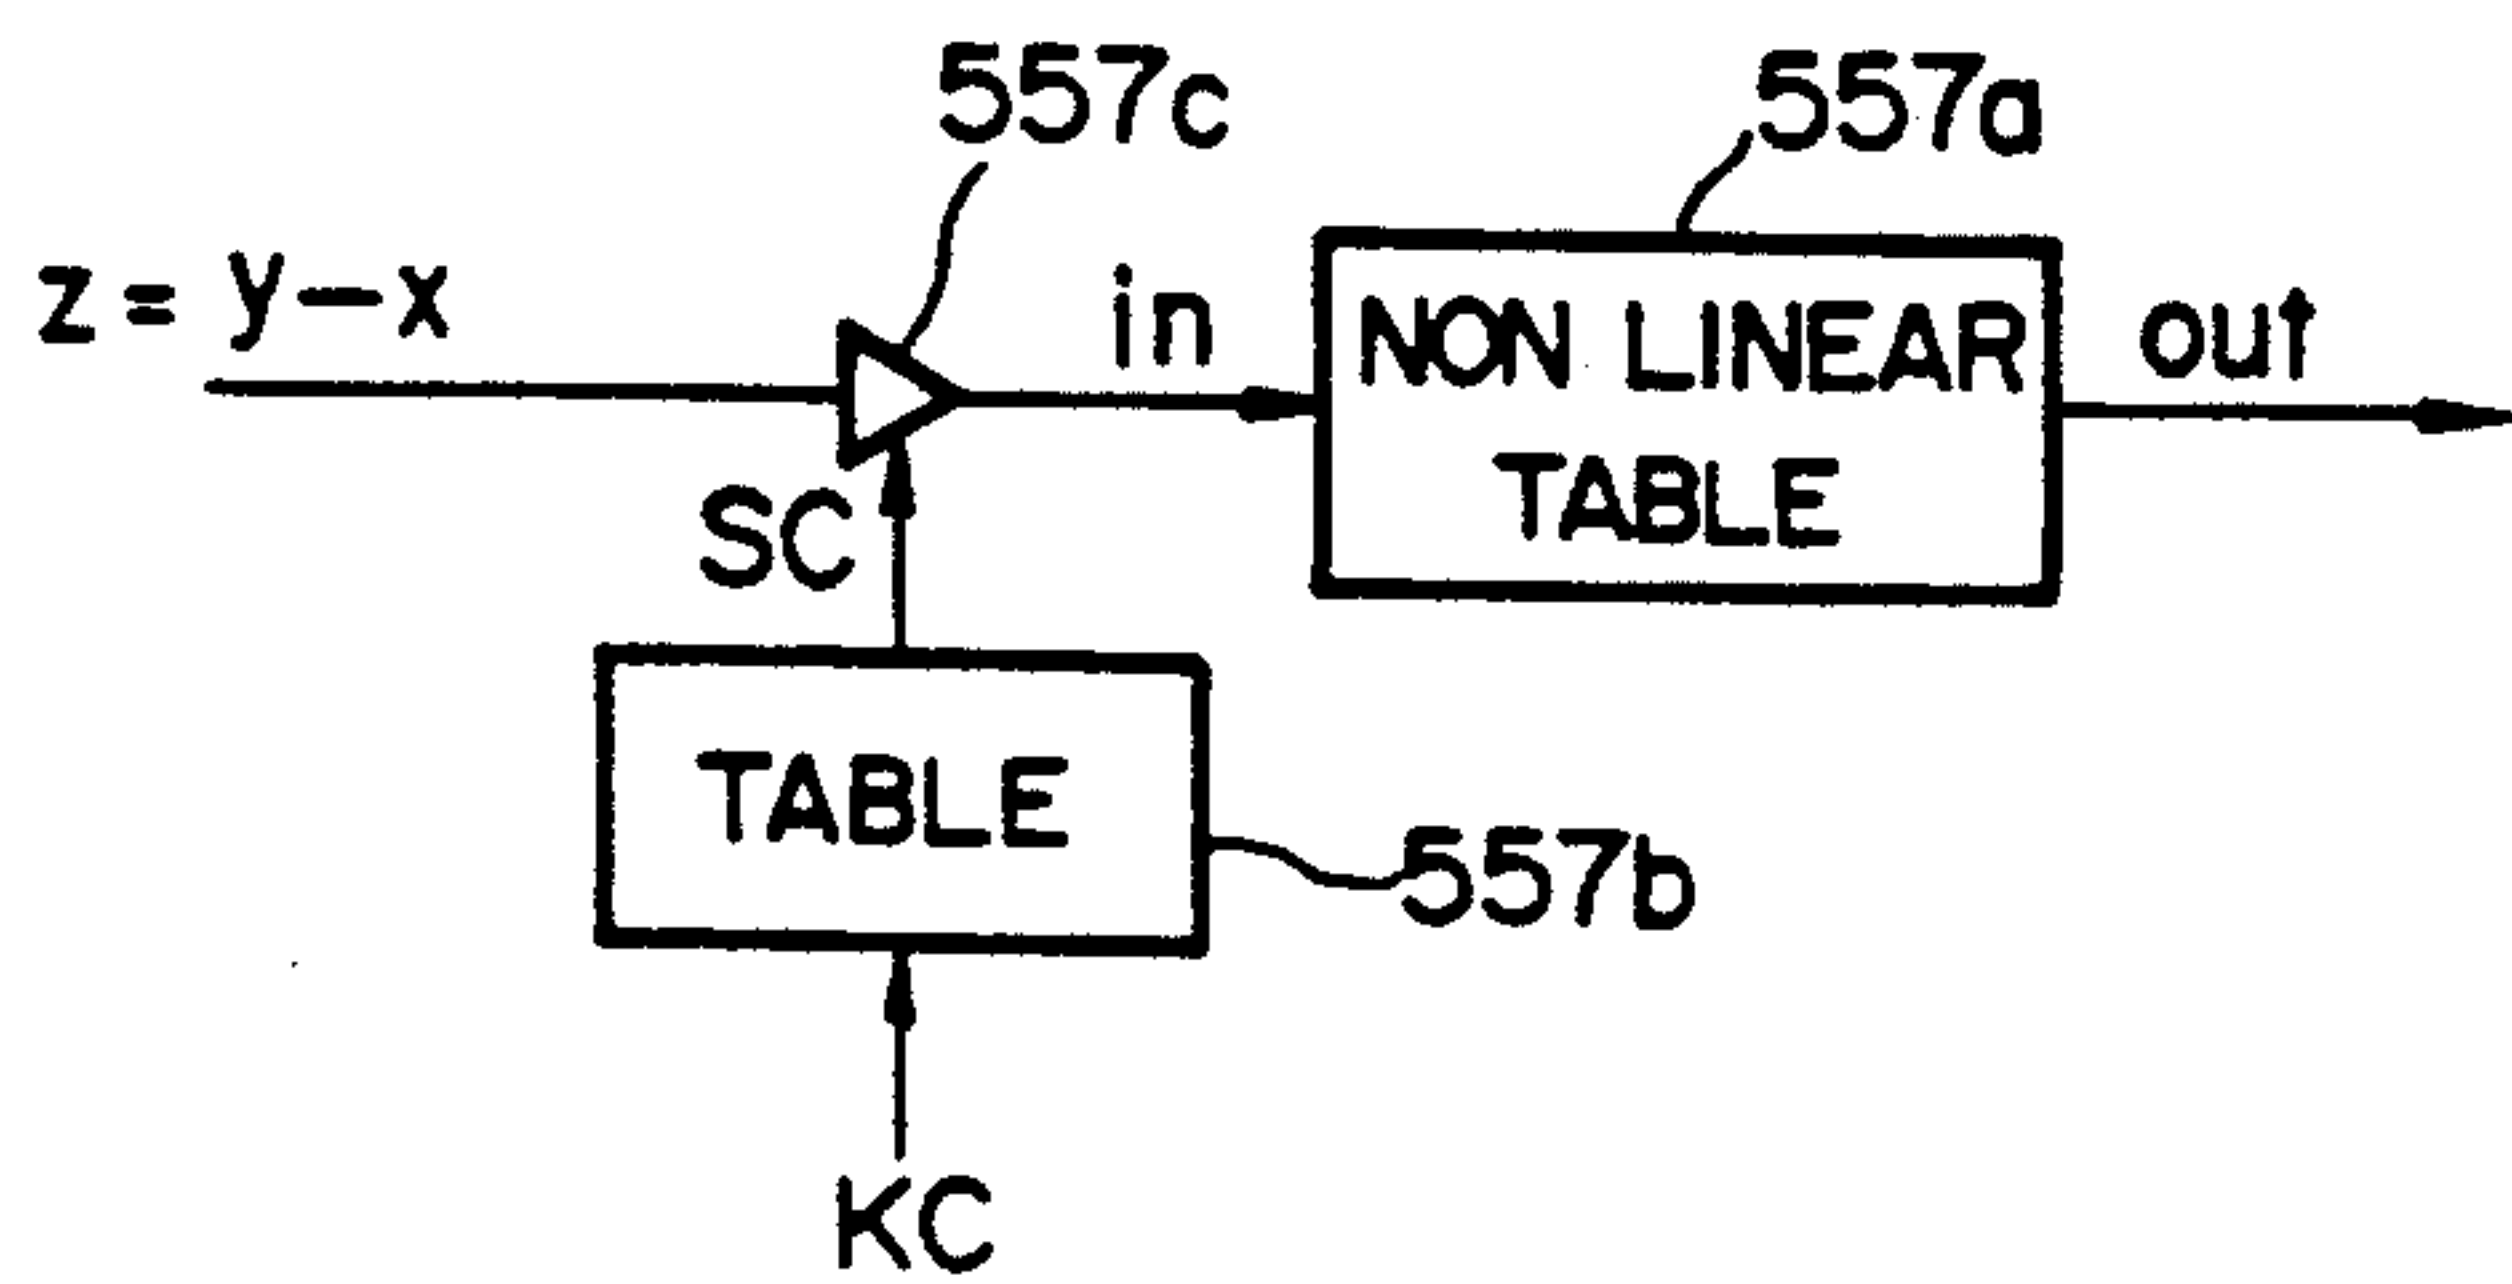 557c
557a
z = y - x
in
NON LINEAR
TABLE
out
SC
TABLE
557b
KC